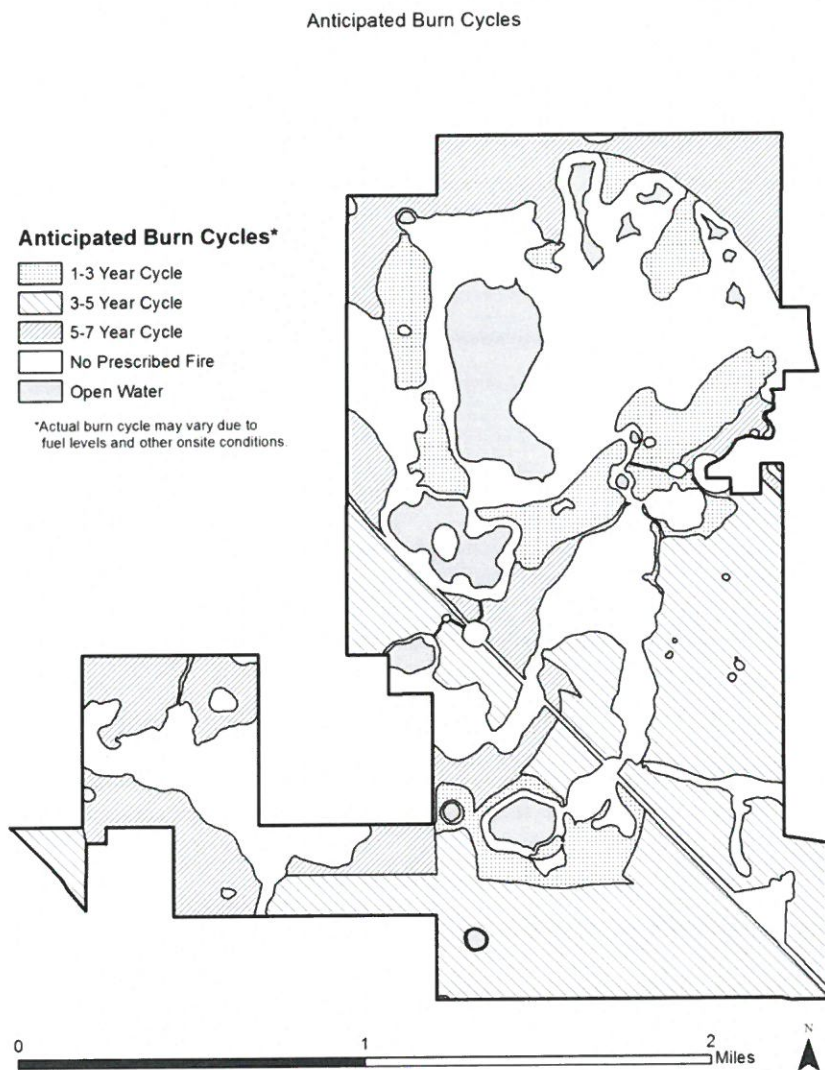 Anticipated Burn Cycles
Anticipated Burn Cycles*
1-3 Year Cycle
3-5 Year Cycle
5-7 Year Cycle
No Prescribed Fire
Open Water
*Actual burn cycle may vary due to
fuel levels and other onsite conditions.
0 1 2 Miles
N